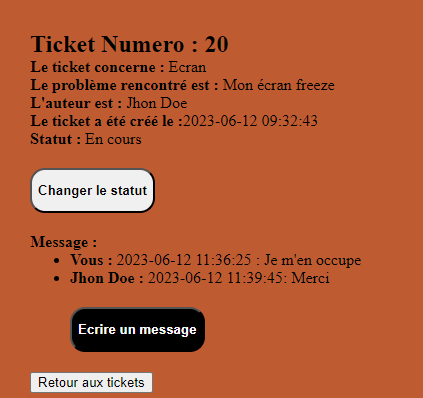 Ticket Numero : 20
Le ticket concerne : Ecran
Le problème rencontré est : Mon écran freeze
L'auteur est : Jhon Doe
Le ticket a été créé le :2023-06-12 09:32:43
Statut : En cours
Changer le statut
Message :
• Vous : 2023-06-12 11:36:25 : Je m'en occupe
• Jhon Doe : 2023-06-12 11:39:45: Merci
Ecrire un message
Retour aux tickets